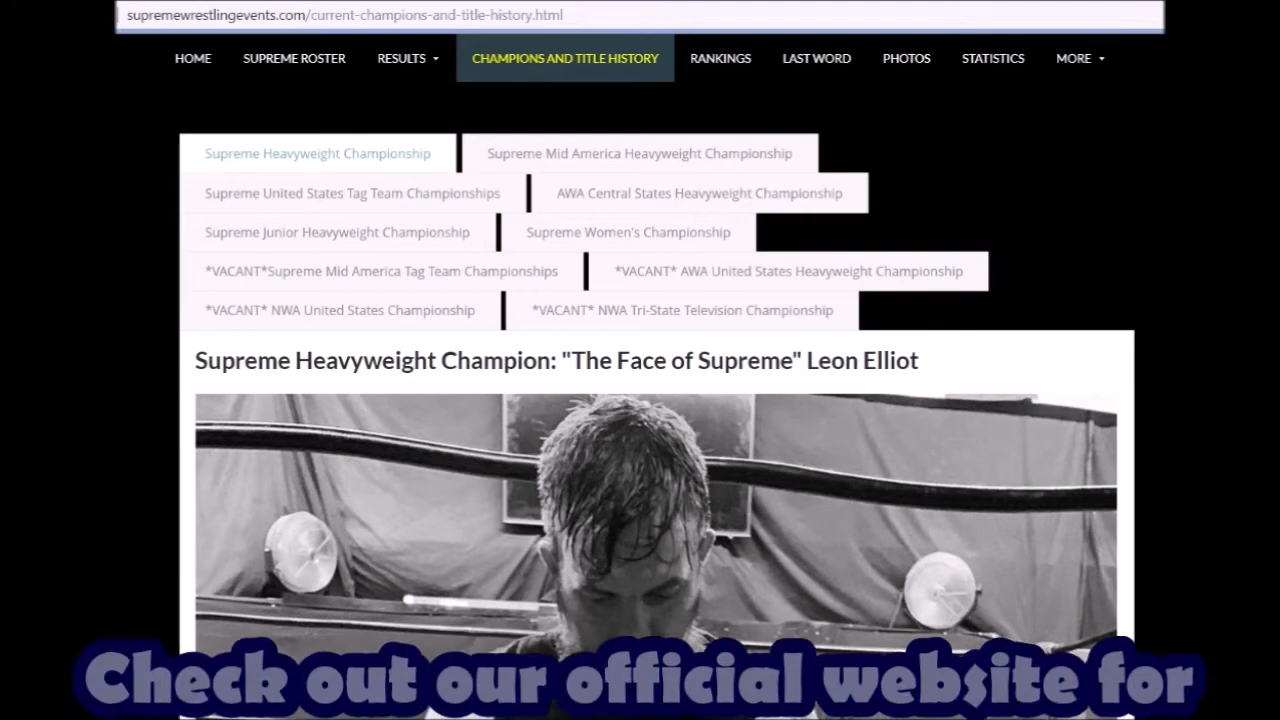 supremewrestlingevents.com/current-champions-and-title-history.html
HOME SUPREME ROSTER RESULTS CHAMPIONS AND TITLE HISTORY RANKINGS LAST WORD PHOTOS STATISTICS MORE
Supreme Heavyweight Championship Supreme Mid America Heavyweight Championship
Supreme United States Tag Team Championships AWA Central States Heavyweight Championship
Supreme Junior Heavyweight Championship Supreme Women's Championship
*VACANT*Supreme Mid America Tag Team Championships *VACANT* AWA United States Heavyweight Championship
*VACANT* NWA United States Championship *VACANT* NWA Tri-State Television Championship
Supreme Heavyweight Champion: "The Face of Supreme" Leon Elliot
Check out our official website for